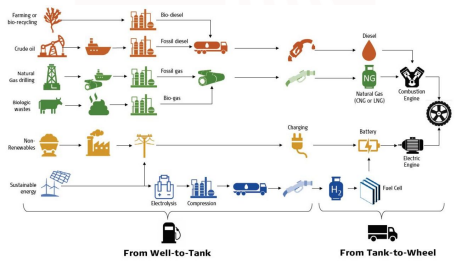 Farming or
bio-recycling
Bio-diesel
Crude oil
Fossil diesel
Diesel
Natural
Gas drilling
Fossil gas
NG
Natural Gas
(CNG or LNG)
Combustion
Engine
Biologic
wastes
Bio-gas
Non-
Renewables
Charging
Battery
Electric
Engine
Sustainable
energy
Electrolysis
Compression
H2
Fuel Cell
From Well-to-Tank
From Tank-to-Wheel